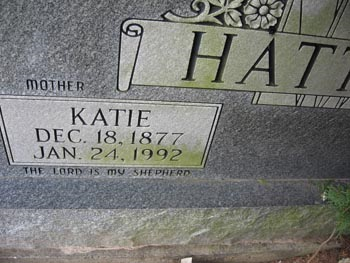 HATT
MOTHER
KATIE
DEC. 18, 1877
JAN. 24, 1992
THE LORD IS MY SHEPHERD